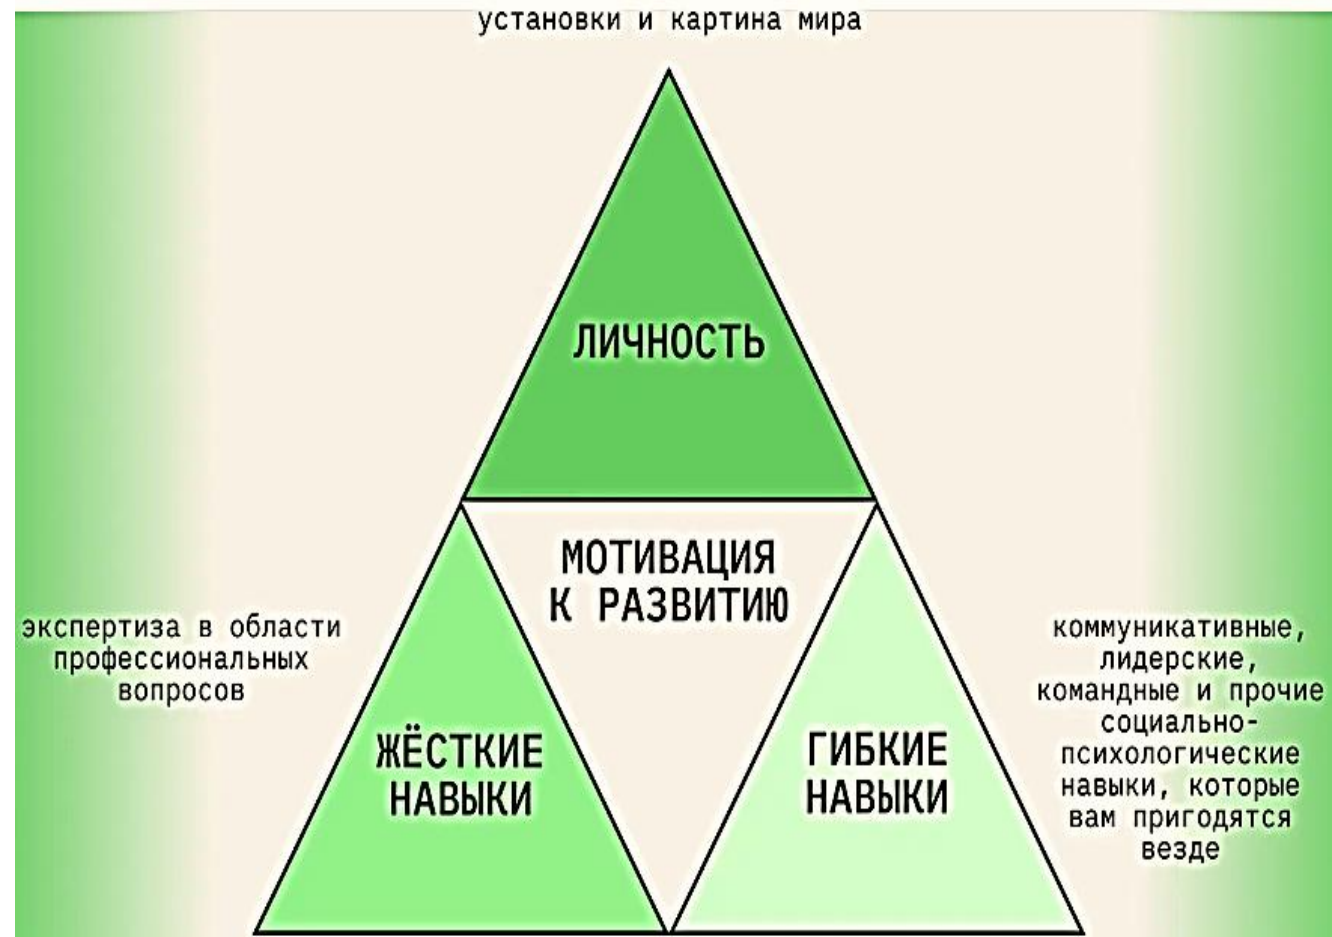 установки и картина мира
ЛИЧНОСТЬ
МОТИВАЦИЯ
К РАЗВИТИЮ
экспертиза в области
профессиональных
вопросов
ЖЁСТКИЕ
НАВЫКИ
ГИБКИЕ
НАВЫКИ
коммуникативные,
лидерские,
командные и прочие
социально-
психологические
навыки, которые
вам пригодятся
везде